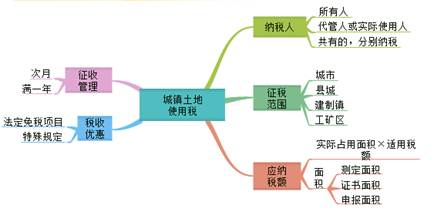 城镇土地
使用税
纳税人
所有人
代管人或实际使用人
共有的，分别纳税
征税
范围
城市
县城
建制镇
工矿区
应纳
税额
实际占用面积×适用税
额
面
积
测定面积
证书面积
申报面积
征收
管理
次月
满一年
税收
优惠
法定免税项目
特殊规定